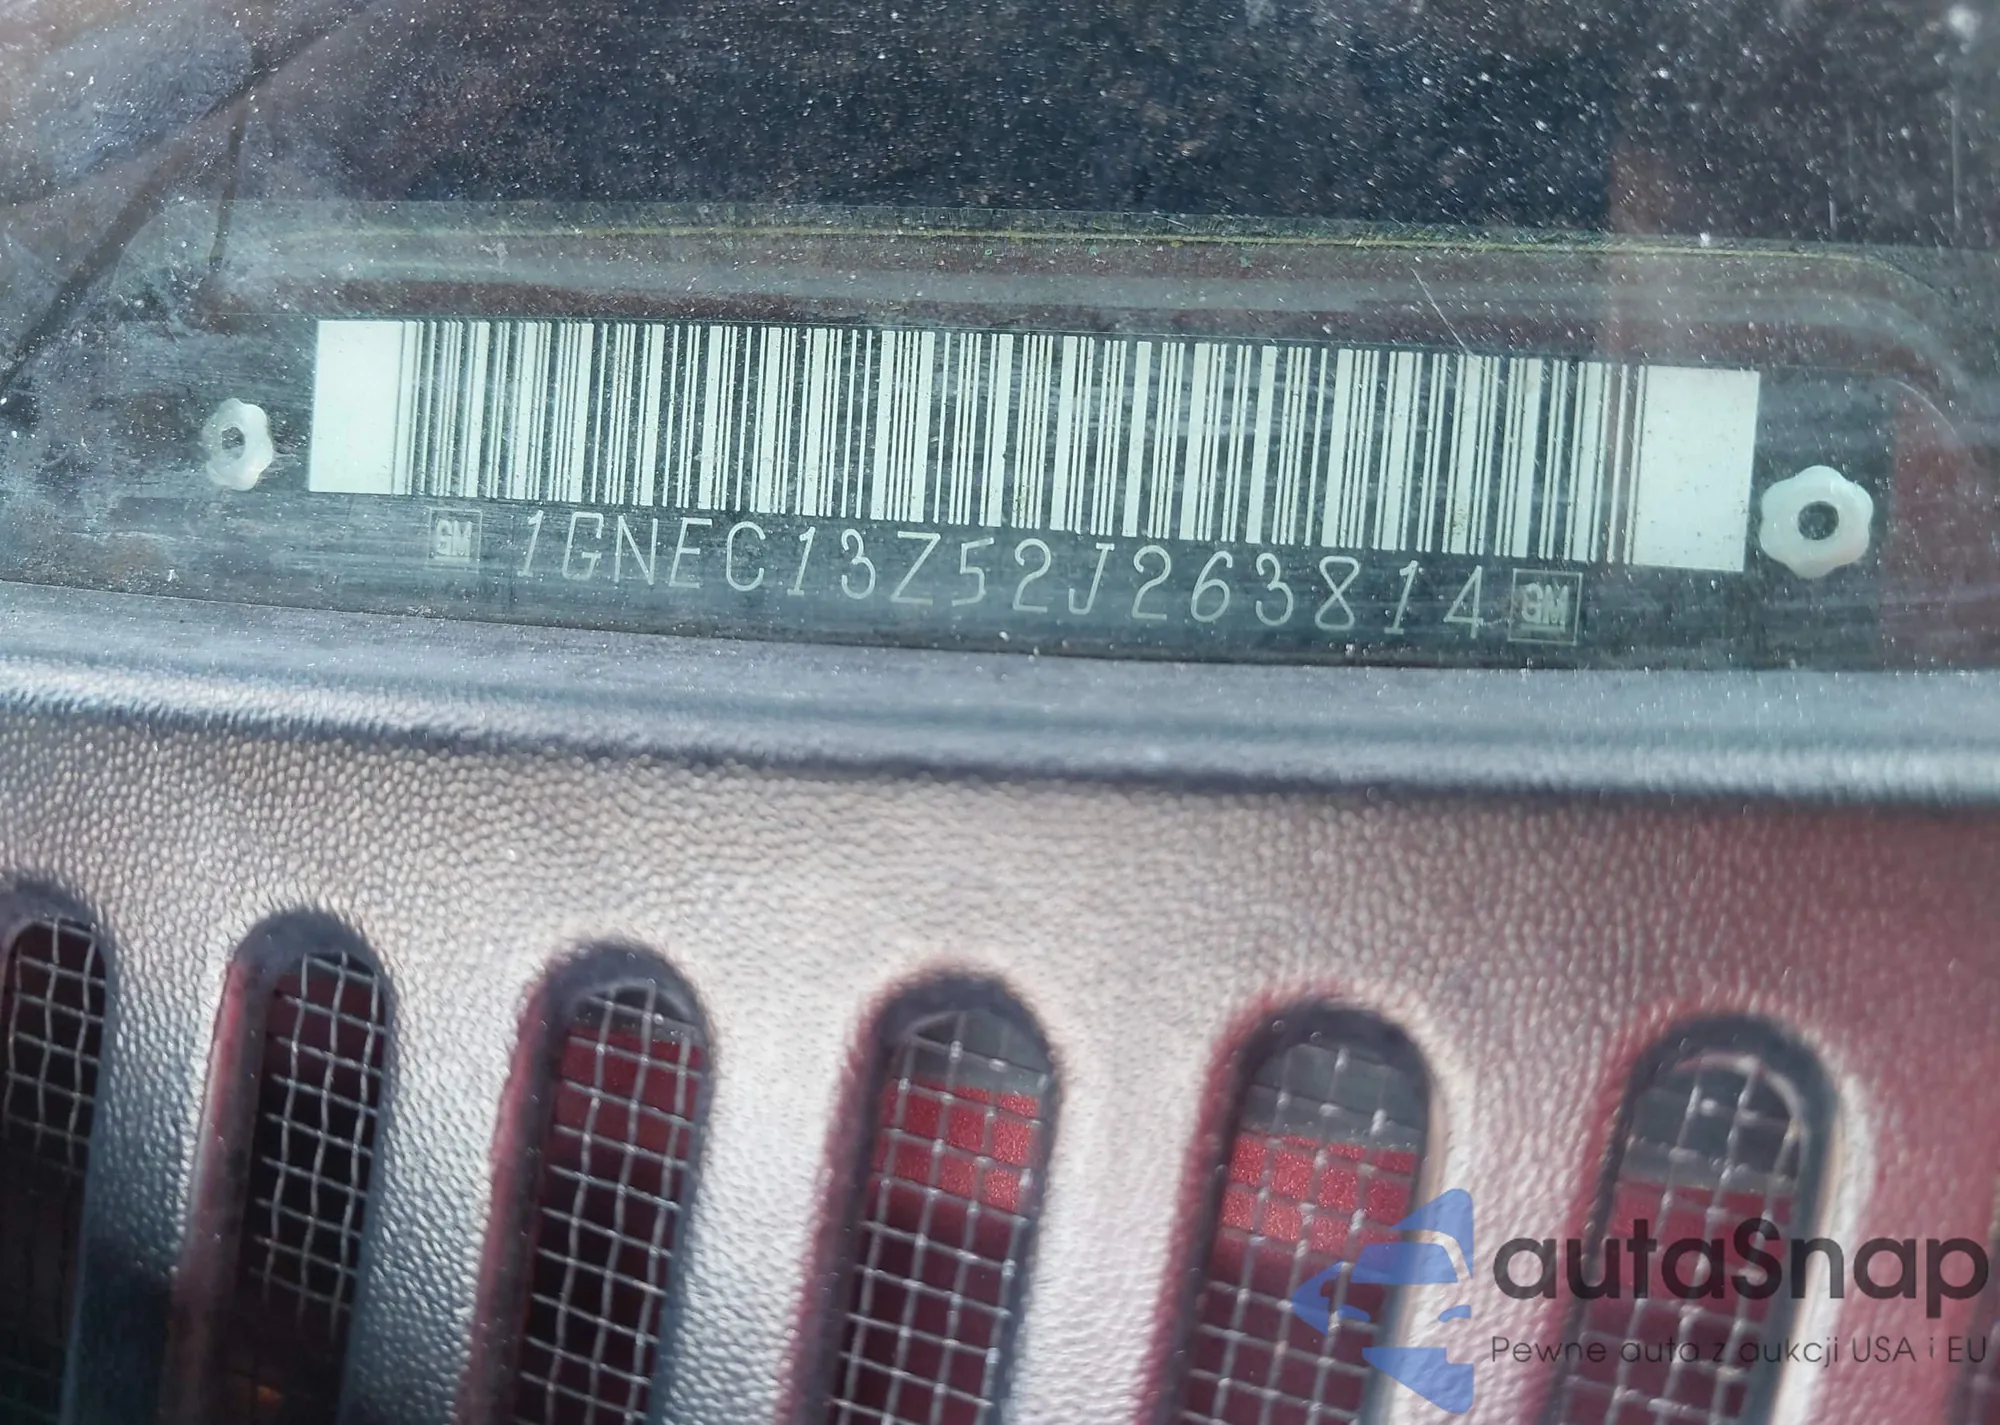 GM 1GNEC13Z52J263814 GM
autaSnap
Pewne auta z aukcji USA i EU